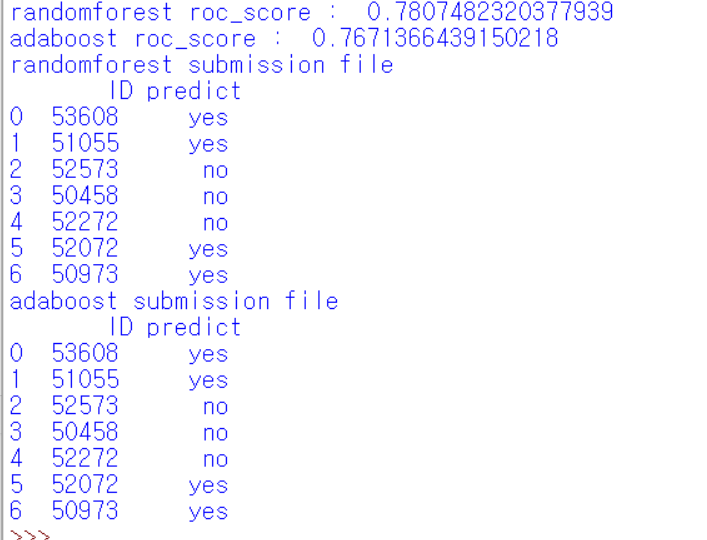 randomforest roc_score :  0.7807482320377939
adaboost roc_score :  0.7671366439150218
randomforest submission file
       ID predict
0  53608     yes
1  51055     yes
2  52573      no
3  50458      no
4  52272      no
5  52072     yes
6  50973     yes
adaboost submission file
       ID predict
0  53608     yes
1  51055     yes
2  52573      no
3  50458      no
4  52272      no
5  52072     yes
6  50973     yes
>>>